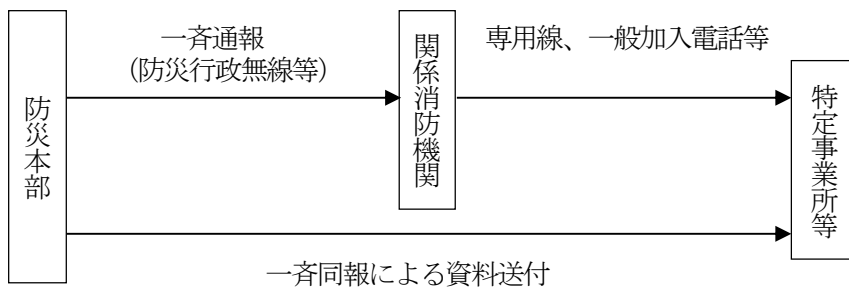 一斉通報
（防災行政無線等）
関係消防機関
専用線、一般加入電話等
防災本部
特定事業所等
一斉同報による資料送付